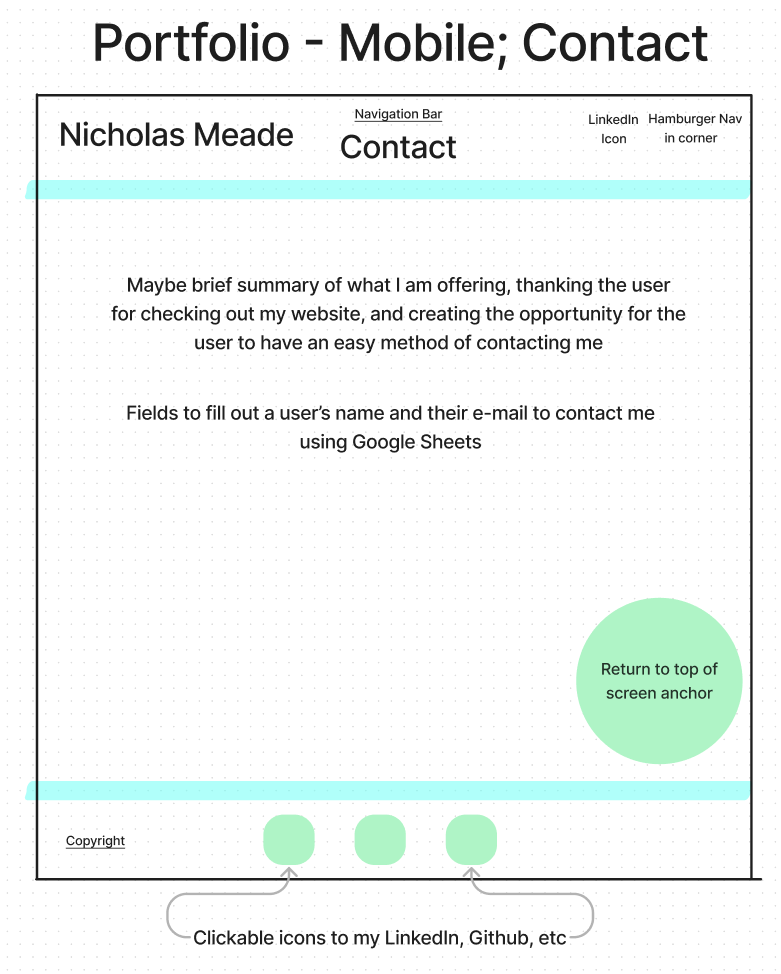 Portfolio - Mobile; Contact
Nicholas Meade
Navigation Bar
Contact
LinkedIn
Icon
Hamburger Nav
in corner
Maybe brief summary of what I am offering, thanking the user
for checking out my website, and creating the opportunity for the
user to have an easy method of contacting me
Fields to fill out a user’s name and their e-mail to contact me
using Google Sheets
Return to top of
screen anchor
Copyright
Clickable icons to my LinkedIn, Github, etc